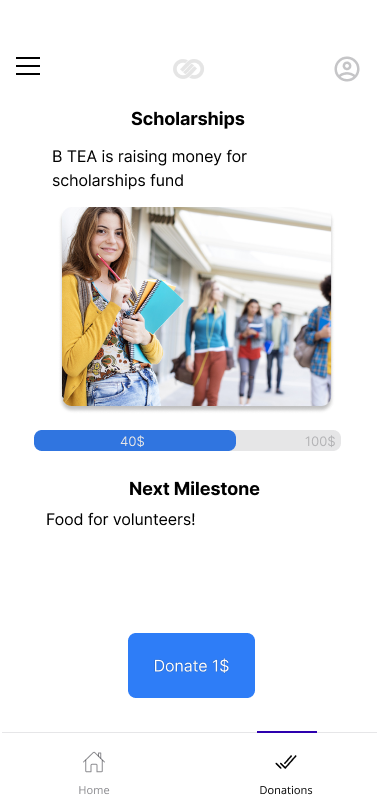 Scholarships
B TEA is raising money for
scholarships fund
40$
100$
Next Milestone
Food for volunteers!
Donate 1$
Home
Donations